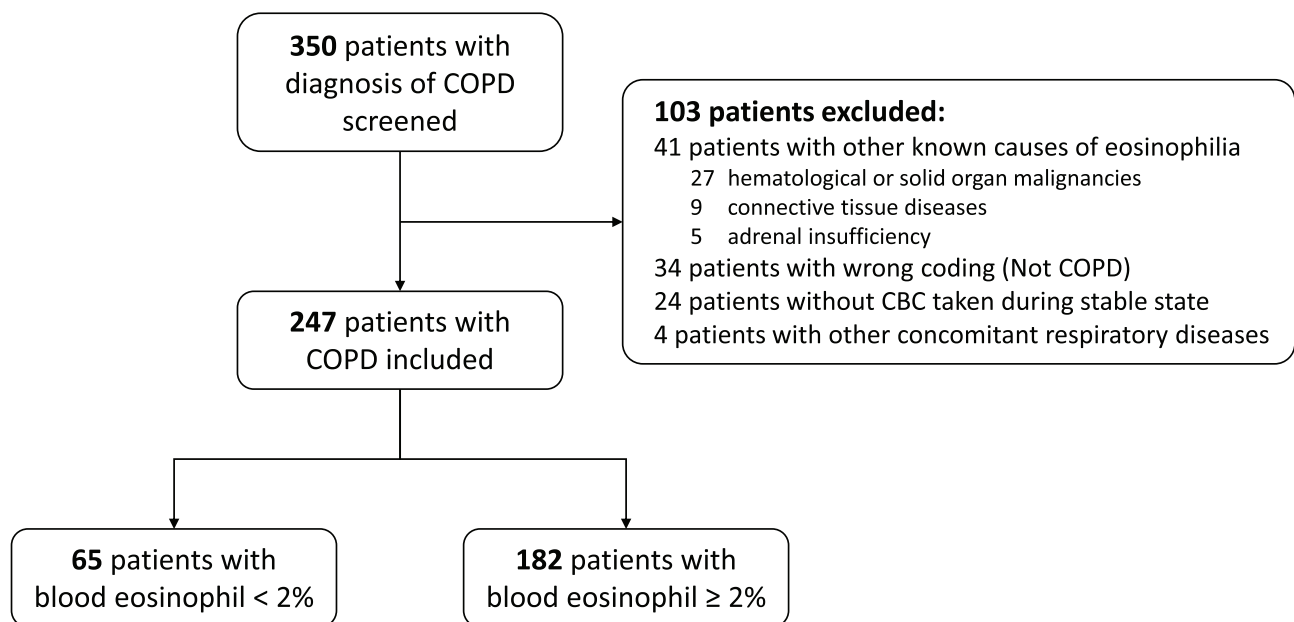 350 patients with
diagnosis of COPD
screened
103 patients excluded:
41 patients with other known causes of eosinophilia
27 hematological or solid organ malignancies
9 connective tissue diseases
5 adrenal insufficiency
34 patients with wrong coding (Not COPD)
24 patients without CBC taken during stable state
4 patients with other concomitant respiratory diseases
247 patients with
COPD included
65 patients with
blood eosinophil < 2%
182 patients with
blood eosinophil ≥ 2%